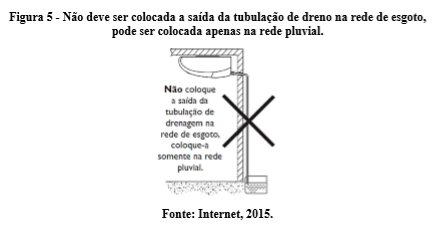 Figura 5 - Não deve ser colocada a saída da tubulação de dreno na rede de esgoto,
pode ser colocada apenas na rede pluvial.
Não coloque
a saída da
tubulação de
drenagem na
rede de esgoto,
coloque-a
somente na rede
pluvial.
Fonte: Internet, 2015.